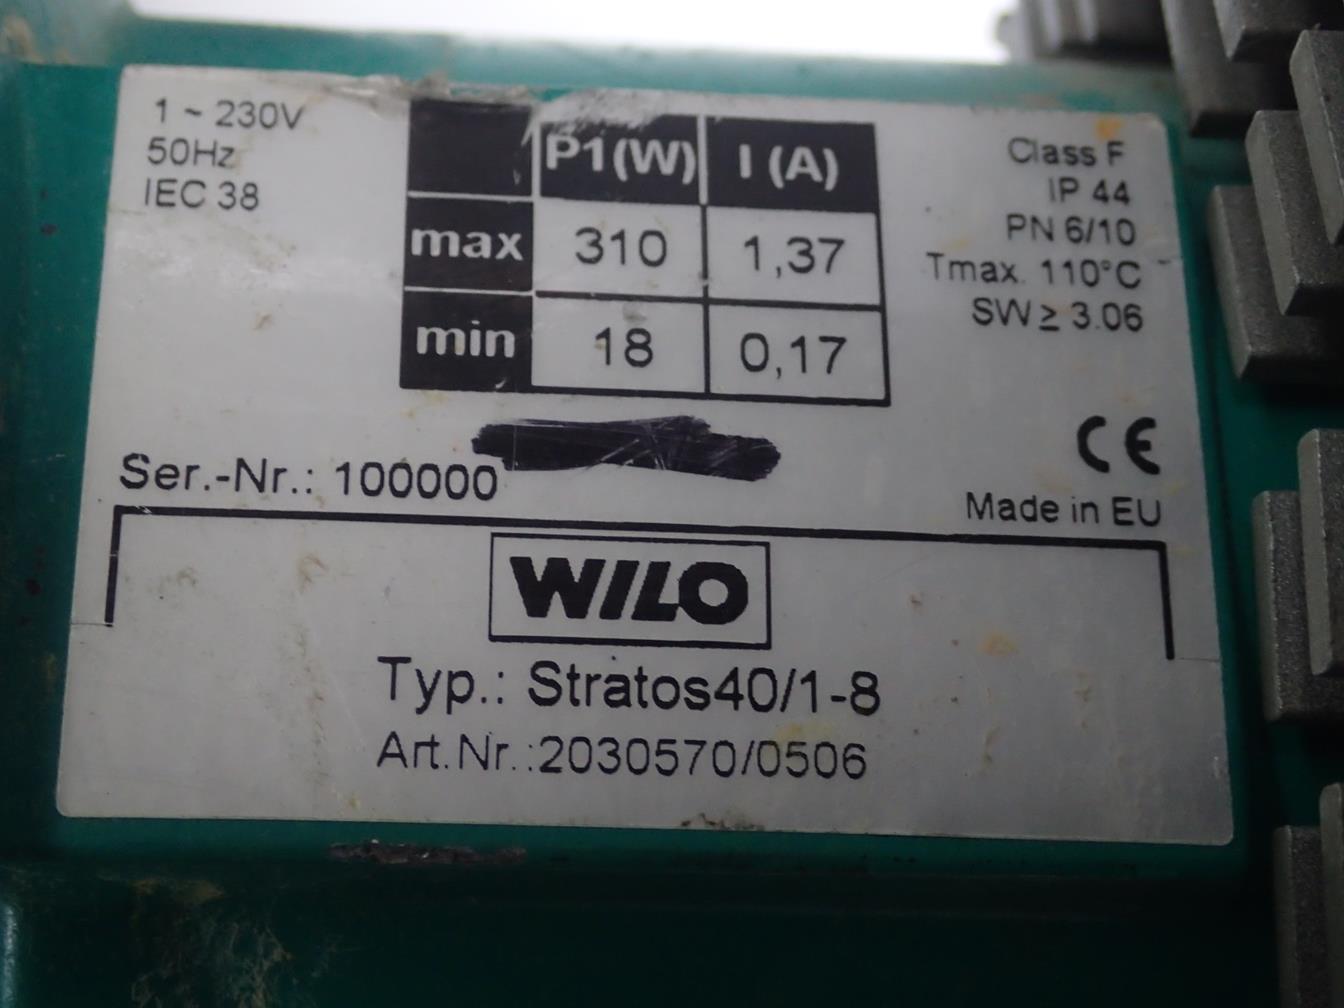 1 ~ 230V
50Hz
IEC 38
P1(W) I (A)
max 310 1,37
min 18 0,17
Class F
IP 44
PN 6/10
Tmax. 110°C
SW ≥ 3.06
CE
Ser.-Nr.: 100000
Made in EU
WILO
Typ.: Stratos40/1-8
Art.Nr.:2030570/0506